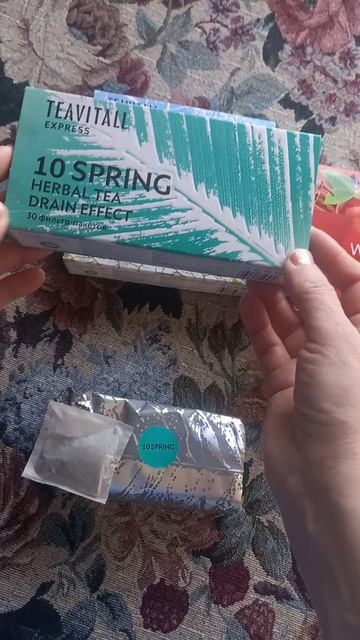 TEAVITALL
EXPRESS
10 SPRING
HERBAL TEA
DRAIN EFFECT
30 фильтр-пакетов
W
10 SPRING